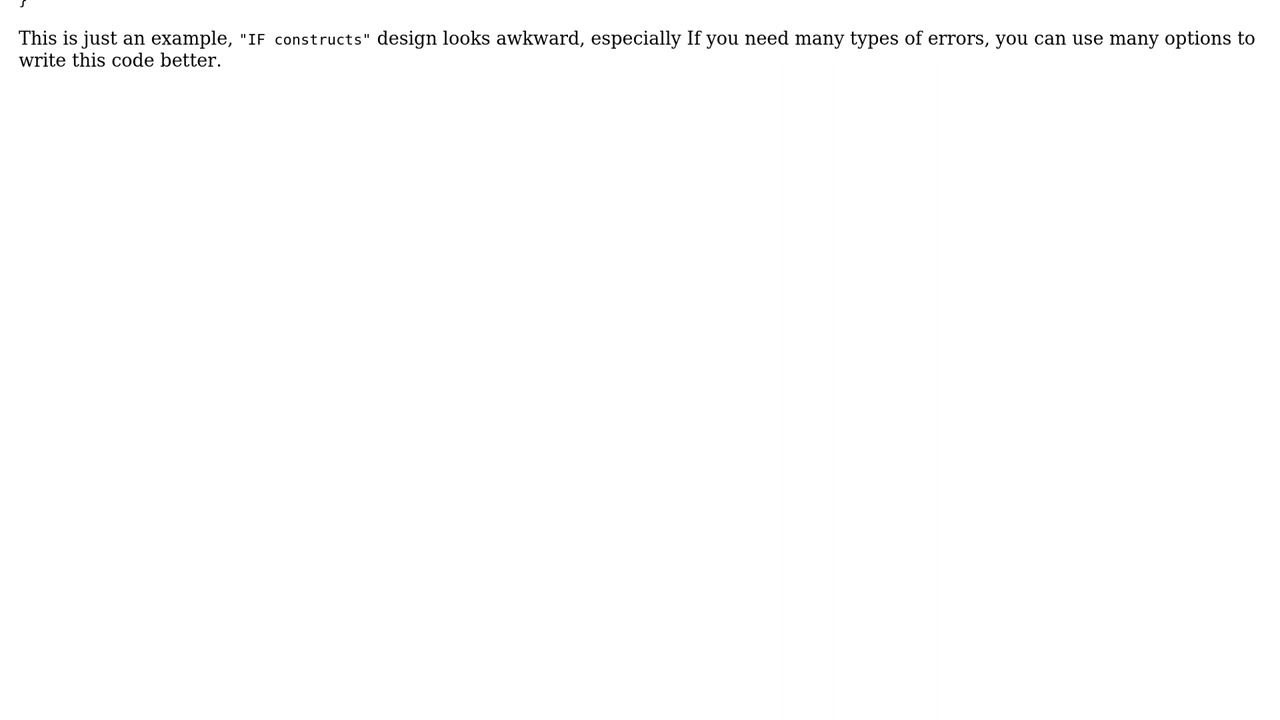 }
This is just an example, "IF constructs" design looks awkward, especially If you need many types of errors, you can use many options to
write this code better.